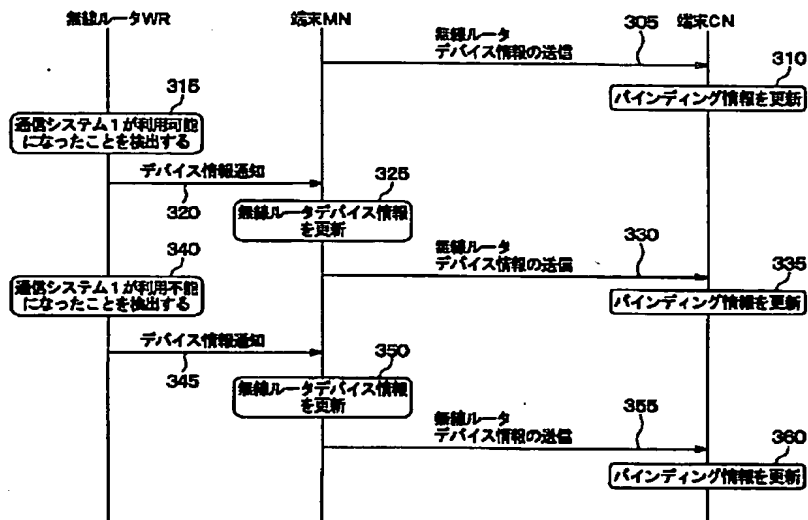 無線ルータWR
端末MN
端末CN
無線ルータ
デバイス情報の送信
305
310
バインディング情報を更新
315
通信システム1が利用可能
になったことを検出する
デバイス情報通知
320
325
無線ルータデバイス情報
を更新
無線ルータ
デバイス情報の送信
330
335
バインディング情報を更新
340
通信システム1が利用不能
になったことを検出する
デバイス情報通知
345
350
無線ルータデバイス情報
を更新
無線ルータ
デバイス情報の送信
355
360
バインディング情報を更新